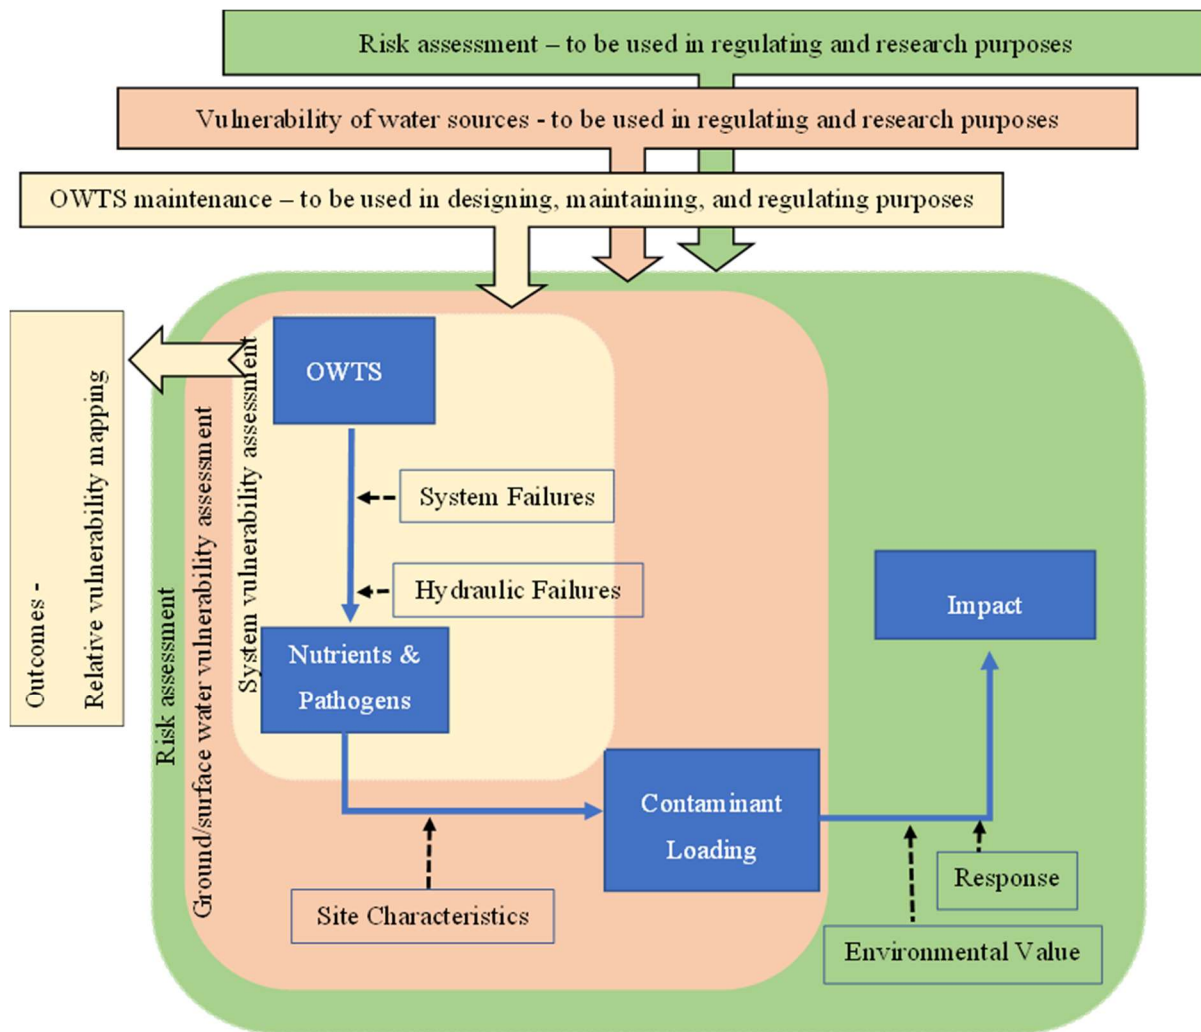 Risk assessment – to be used in regulating and research purposes
Vulnerability of water sources - to be used in regulating and research purposes
OWTS maintenance – to be used in designing, maintaining, and regulating purposes
Outcomes -
Relative vulnerability mapping
Risk assessment
Ground/surface water vulnerability assessment
System vulnerability assessment
OWTS
System Failures
Hydraulic Failures
Nutrients &
Pathogens
Impact
Contaminant
Loading
Site Characteristics
Response
Environmental Value